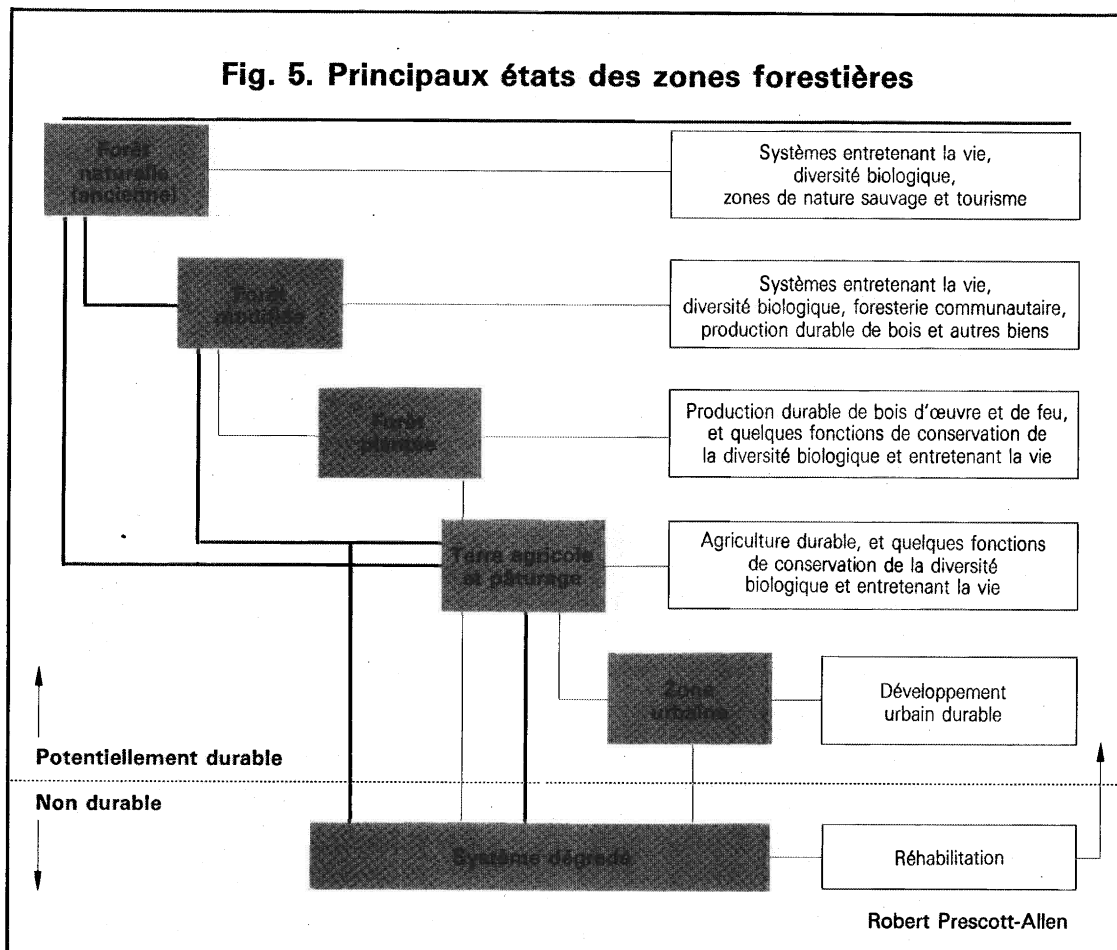 Fig. 5. Principaux états des zones forestières
Forêt
naturelle
(ancienne)
Systèmes entretenant la vie,
diversité biologique,
zones de nature sauvage et tourisme
Forêt
modifiée
Systèmes entretenant la vie,
diversité biologique, foresterie communautaire,
production durable de bois et autres biens
Forêt
plantée
Production durable de bois d'œuvre et de feu,
et quelques fonctions de conservation de
la diversité biologique et entretenant la vie
Terre agricole
et pâturage
Agriculture durable, et quelques fonctions
de conservation de la diversité
biologique et entretenant la vie
Zone
urbaine
Développement
urbain durable
Potentiellement durable
Non durable
Système dégradé
Réhabilitation
Robert Prescott-Allen